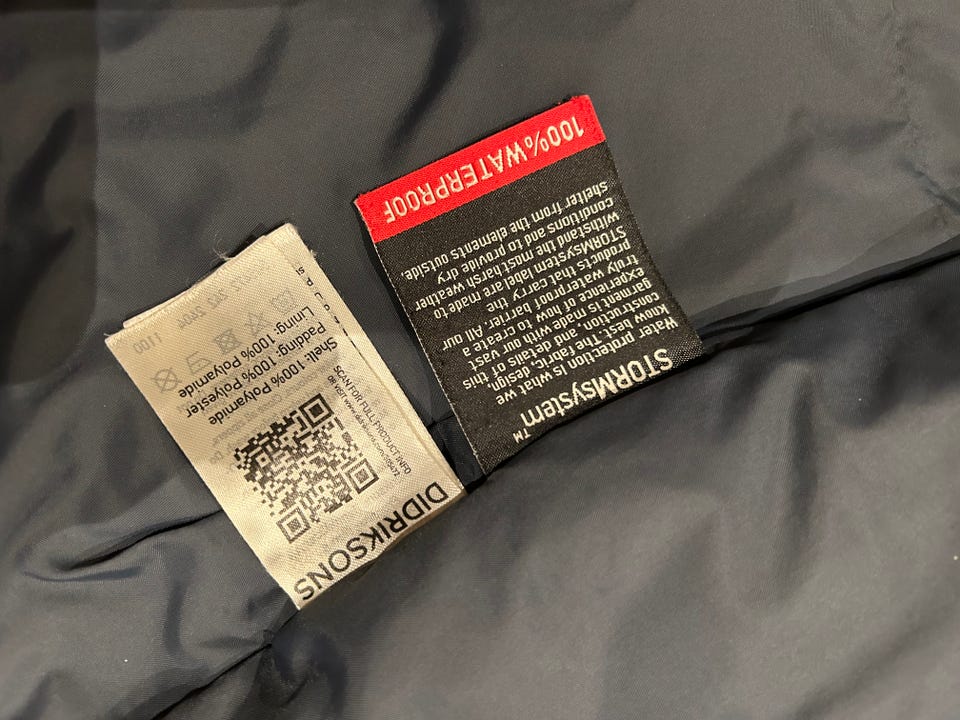 DIDRIKSONS
SCAN FOR FULL PRODUCT INFO
OR VISIT
Shell: 100% Polyamide
Padding: 100% Polyester
Lining: 100% Polyamide
1100
STORMsystem™
Water protection is what we
know best. The fabric, design,
construction, and details of this
garment is made with our vast
experience of how to create a
truly waterproof barrier. All our
products that carry the
STORMsystem label are made to
withstand the most harsh weather
conditions and to provide dry
shelter from the elements outside.
100% WATERPROOF